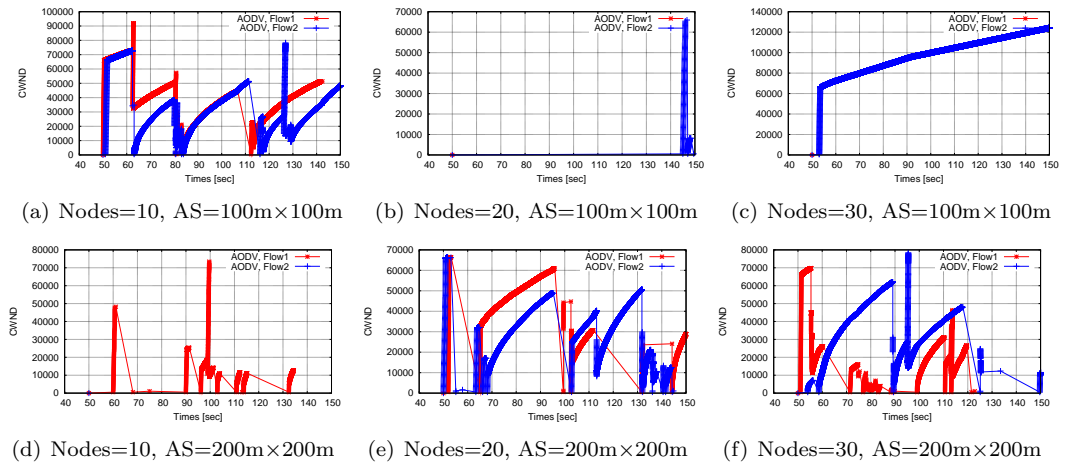 AODV, Flow1
AODV, Flow2
CWND
100000
90000
80000
70000
60000
50000
40000
30000
20000
10000
0
40 50 60 70 80 90 100 110 120 130 140 150
Times [sec]
(a) Nodes=10, AS=100m×100m
AODV, Flow1
AODV, Flow2
CWND
70000
60000
50000
40000
30000
20000
10000
0
40 50 60 70 80 90 100 110 120 130 140 150
Times [sec]
(b) Nodes=20, AS=100m×100m
AODV, Flow1
AODV, Flow2
CWND
140000
120000
100000
80000
60000
40000
20000
0
40 50 60 70 80 90 100 110 120 130 140 150
Times [sec]
(c) Nodes=30, AS=100m×100m
AODV, Flow1
AODV, Flow2
CWND
80000
70000
60000
50000
40000
30000
20000
10000
0
40 50 60 70 80 90 100 110 120 130 140 150
Times [sec]
(d) Nodes=10, AS=200m×200m
AODV, Flow1
AODV, Flow2
CWND
70000
60000
50000
40000
30000
20000
10000
0
40 50 60 70 80 90 100 110 120 130 140 150
Times [sec]
(e) Nodes=20, AS=200m×200m
AODV, Flow1
AODV, Flow2
CWND
80000
70000
60000
50000
40000
30000
20000
10000
0
40 50 60 70 80 90 100 110 120 130 140 150
Times [sec]
(f) Nodes=30, AS=200m×200m